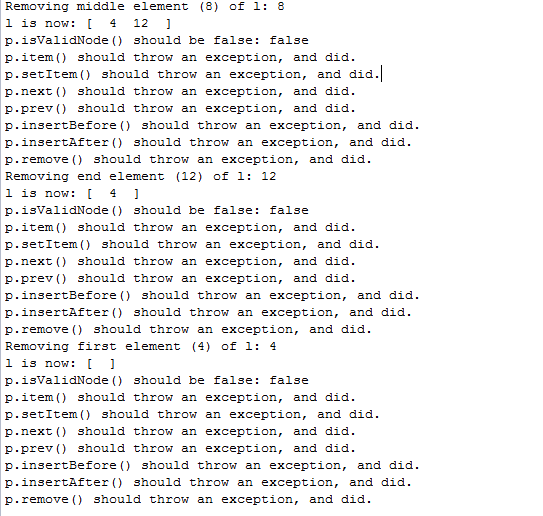 Removing middle element (8) of l: 8
l is now: [  4  12  ]
p.isValidNode() should be false: false
p.item() should throw an exception, and did.
p.setItem() should throw an exception, and did.
p.next() should throw an exception, and did.
p.prev() should throw an exception, and did.
p.insertBefore() should throw an exception, and did.
p.insertAfter() should throw an exception, and did.
p.remove() should throw an exception, and did.
Removing end element (12) of l: 12
l is now: [  4  ]
p.isValidNode() should be false: false
p.item() should throw an exception, and did.
p.setItem() should throw an exception, and did.
p.next() should throw an exception, and did.
p.prev() should throw an exception, and did.
p.insertBefore() should throw an exception, and did.
p.insertAfter() should throw an exception, and did.
p.remove() should throw an exception, and did.
Removing first element (4) of l: 4
l is now: [  ]
p.isValidNode() should be false: false
p.item() should throw an exception, and did.
p.setItem() should throw an exception, and did.
p.next() should throw an exception, and did.
p.prev() should throw an exception, and did.
p.insertBefore() should throw an exception, and did.
p.insertAfter() should throw an exception, and did.
p.remove() should throw an exception, and did.